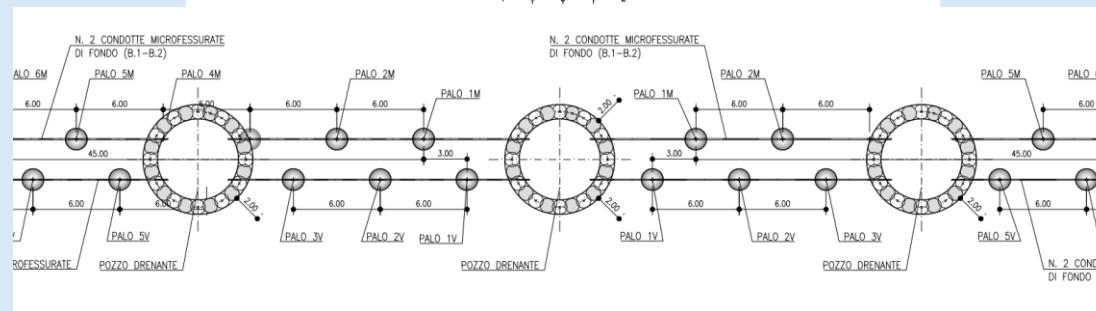 N. 2 CONDOTTE MICROFESSURATE
DI FONDO (B.1-B.2)
N. 2 CONDOTTE MICROFESSURATE
DI FONDO (B.1-B.2)
ALO 6M
PALO 5M
PALO 4M
PALO 2M
PALO 1M
PALO 1M
PALO 2M
PALO 5M
PALO
6.00
6.00
6.00
6.00
6.00
2.00
6.00
6.00
6.00
45.00
3.00
3.00
45.00
6.00
6.00
2.00
6.00
6.00
2.00
6.00
6.00
2.00
6.00
PALO 5V
PALO 3V
PALO 2V
PALO 1V
PALO 1V
PALO 2V
PALO 3V
PALO 5V
ROFESSURATE
POZZO DRENANTE
POZZO DRENANTE
POZZO DRENANTE
N. 2 COND
DI FONDO